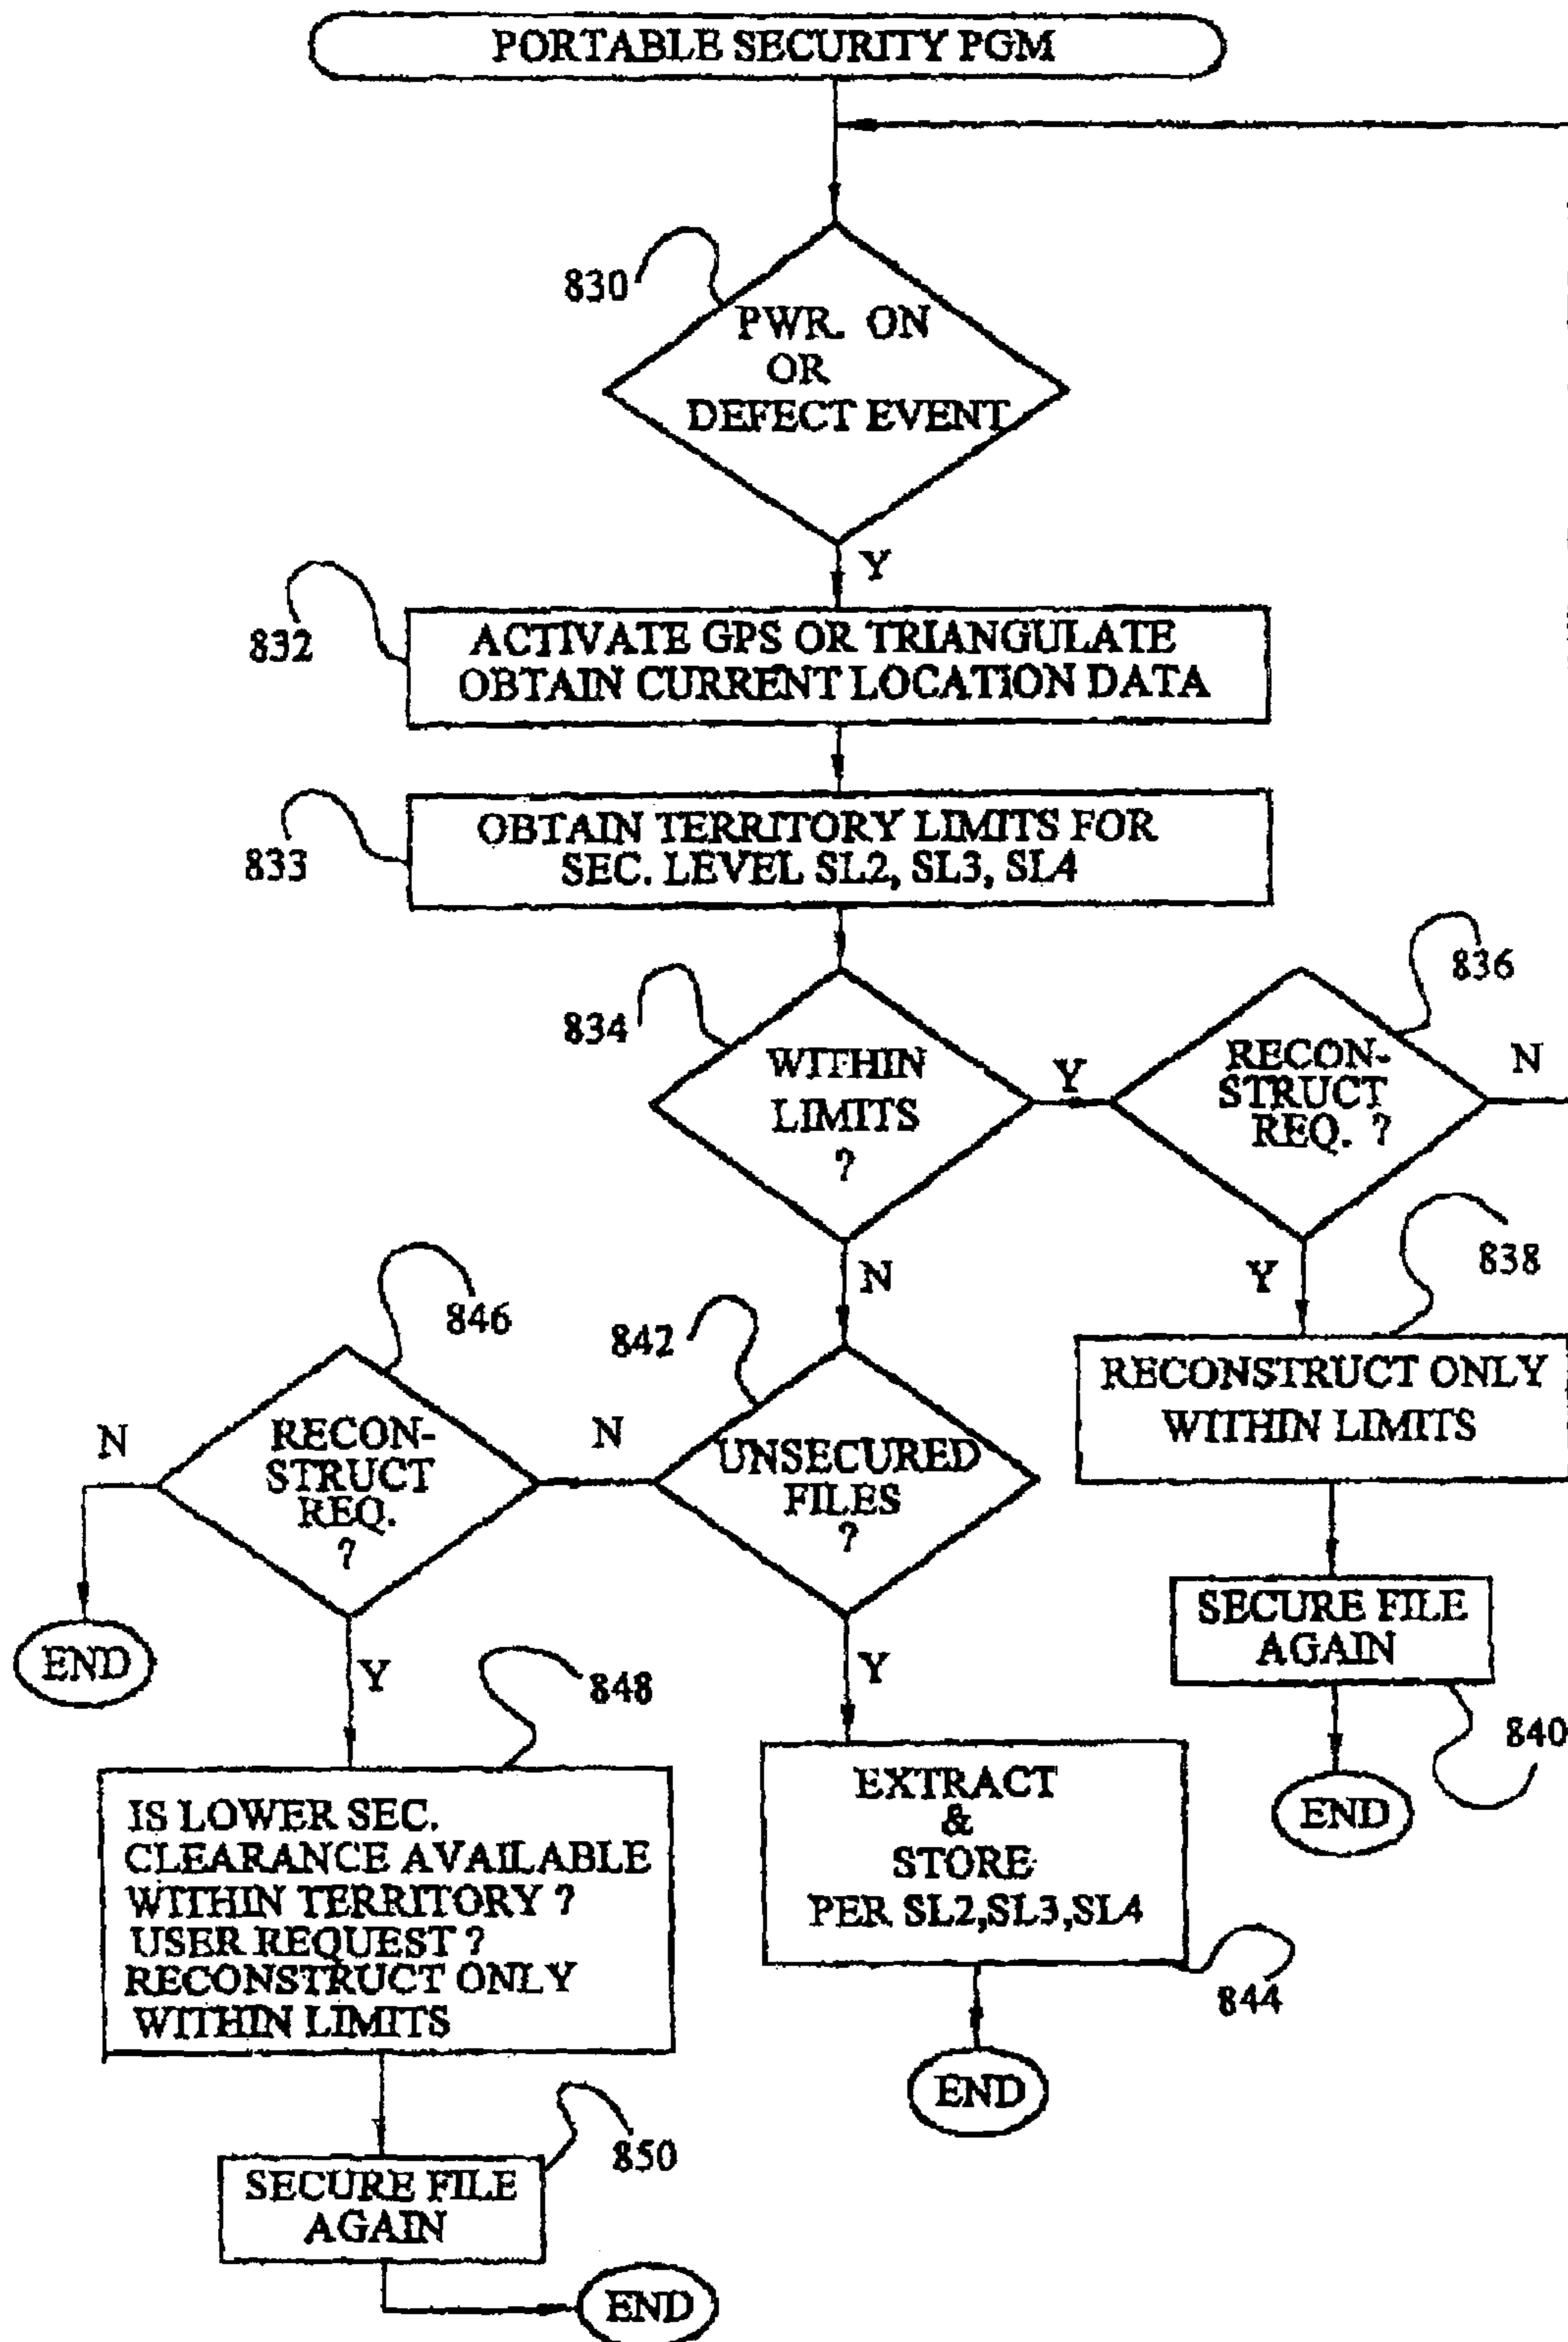 PORTABLE SECURITY PGM
830
PWR. ON
OR
DEFECT EVENT
Y
832
ACTIVATE GPS OR TRIANGULATE
OBTAIN CURRENT LOCATION DATA
833
OBTAIN TERRITORY LIMITS FOR
SEC. LEVEL SL2, SL3, SL4
834
WITHIN
LIMITS
?
Y
836
RECON-
STRUCT
REQ. ?
N
N
Y
838
RECONSTRUCT ONLY
WITHIN LIMITS
SECURE FILE
AGAIN
840
END
842
UNSECURED
FILES
?
N
Y
846
RECON-
STRUCT
REQ.
?
N
END
Y
848
IS LOWER SEC.
CLEARANCE AVAILABLE
WITHIN TERRITORY ?
USER REQUEST ?
RECONSTRUCT ONLY
WITHIN LIMITS
EXTRACT
&
STORE
PER SL2,SL3,SL4
844
END
850
SECURE FILE
AGAIN
END